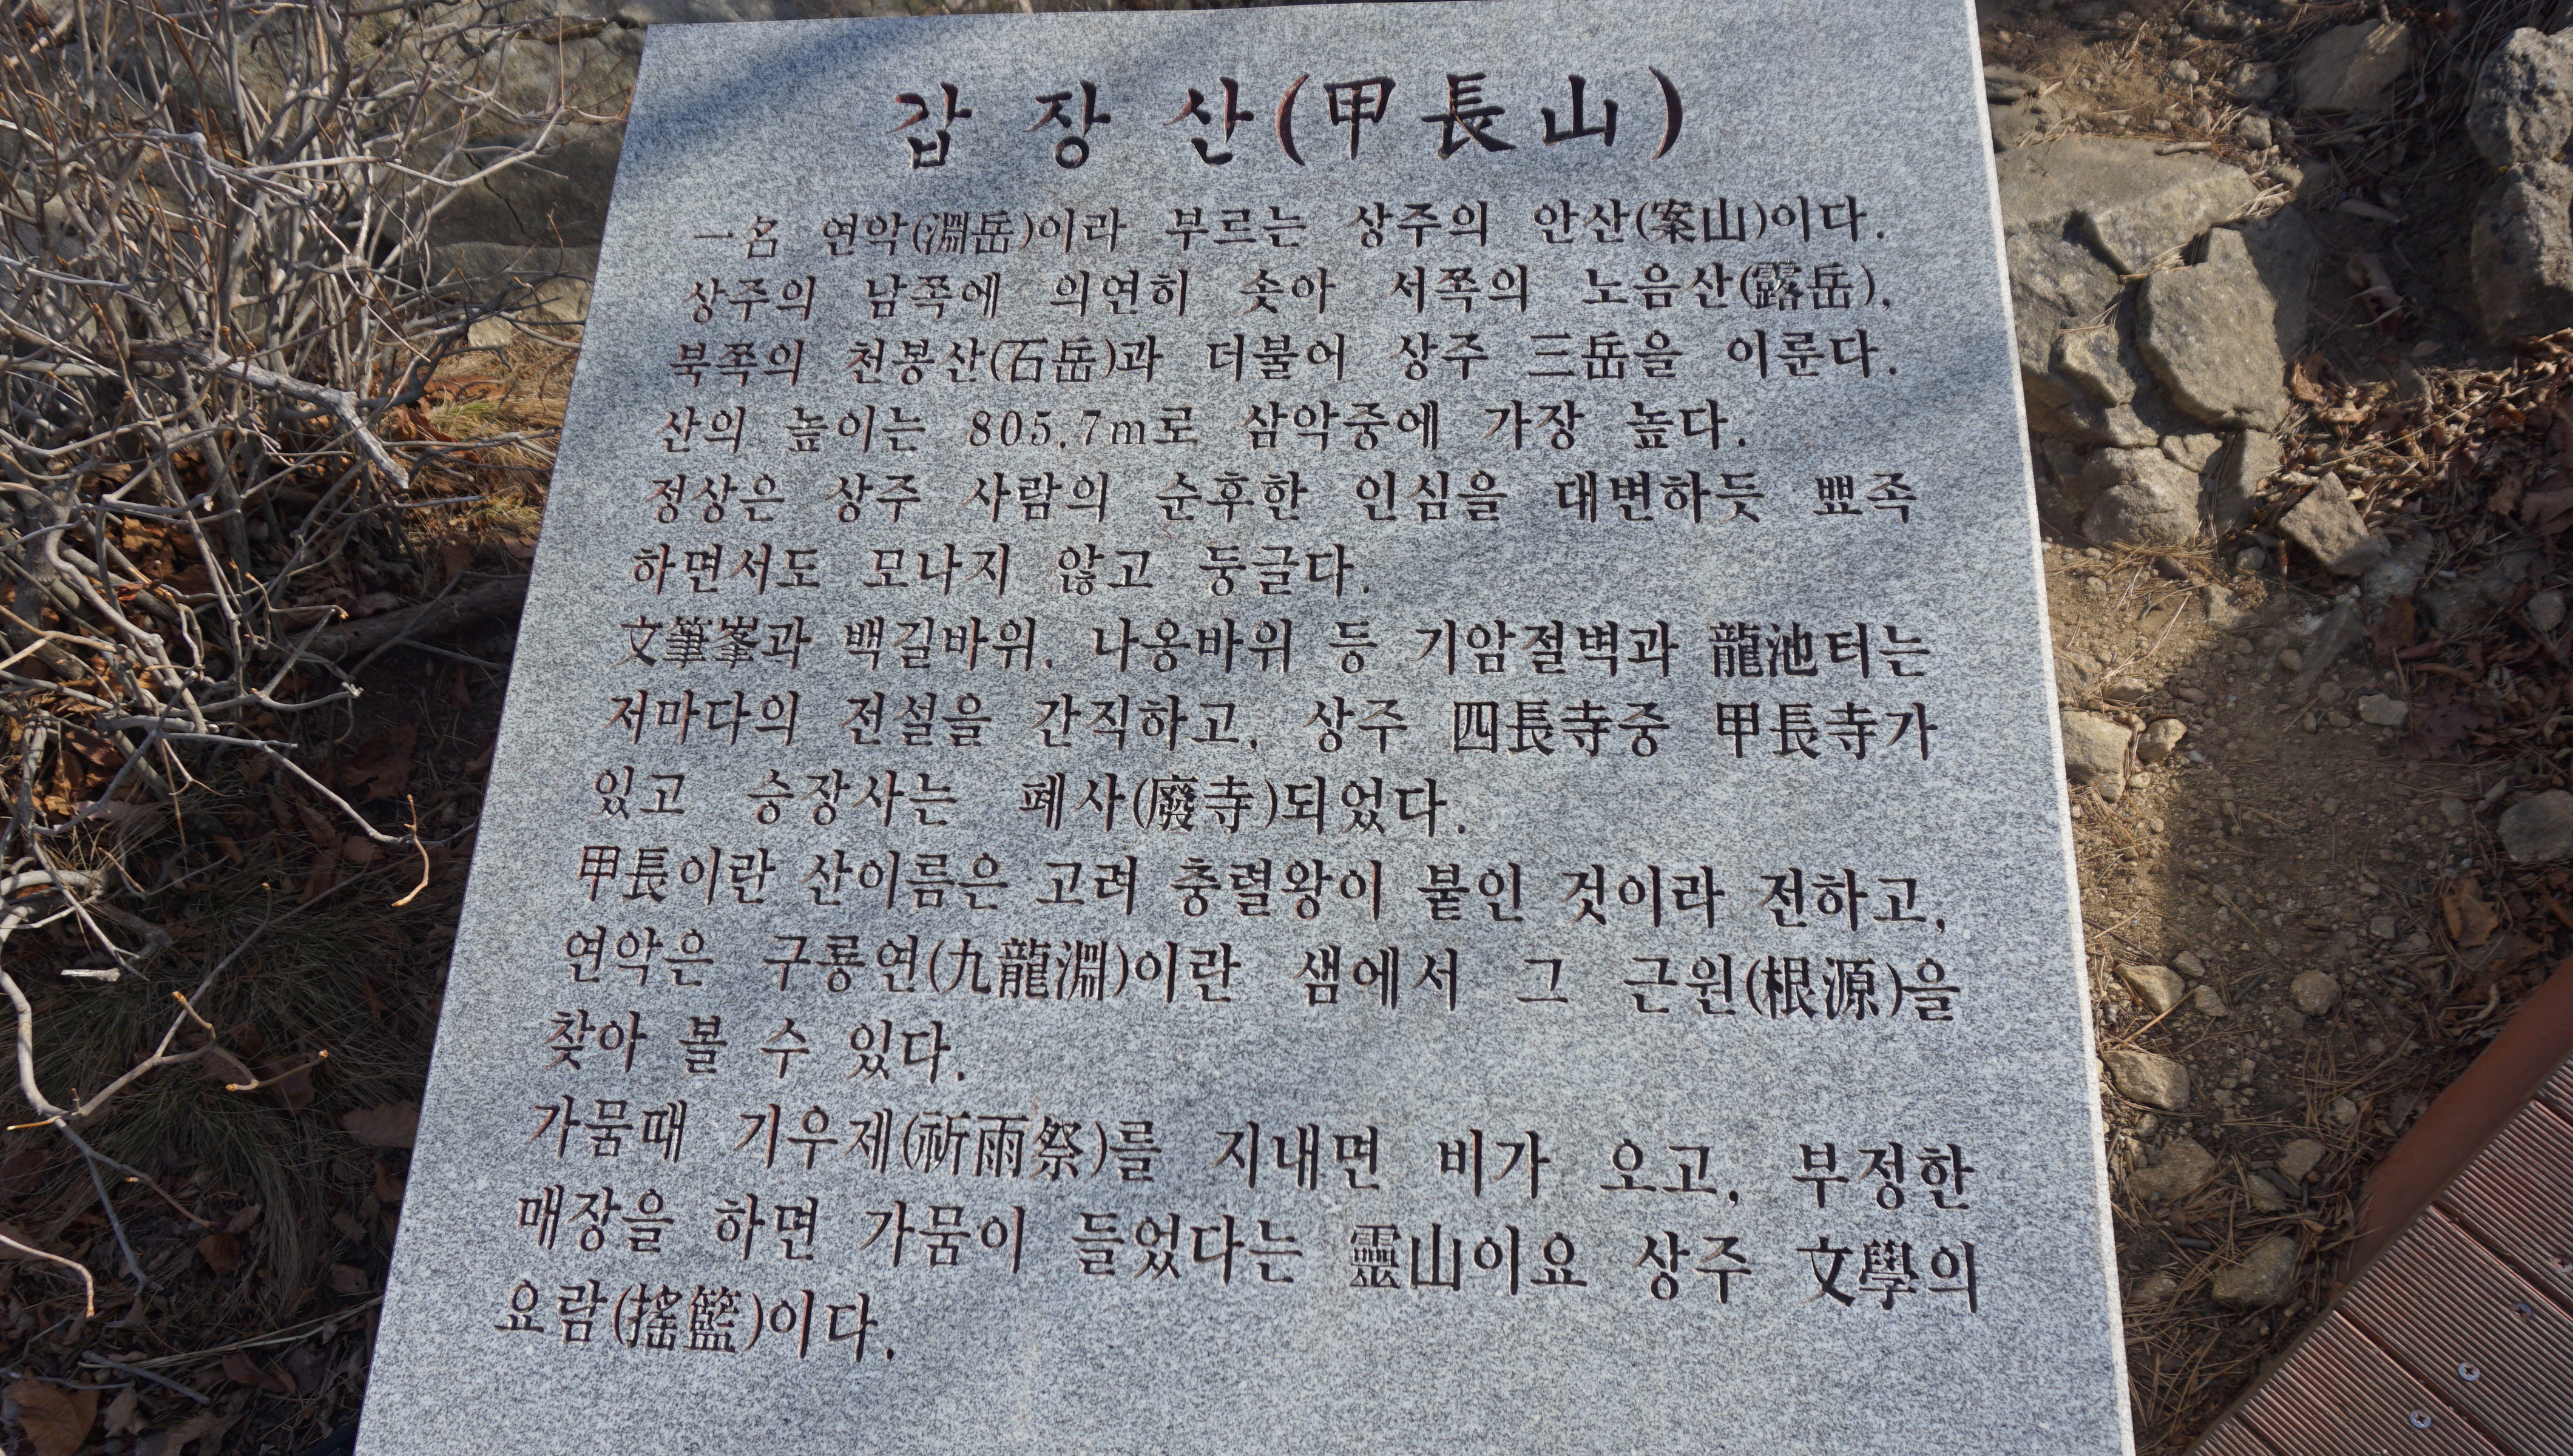 갑장산(甲長山)
一名 연악(淵岳)이라 부르는 상주의 안산(案山)이다.
상주의 남쪽에 의연히 솟아 서쪽의 노음산(露岳),
북쪽의 천봉산(石岳)과 더불어 상주 三岳을 이룬다.
산의 높이는 805.7m로 삼악중에 가장 높다.
정상은 상주 사람의 순후한 인심을 대변하듯 뾰족
하면서도 모나지 않고 둥글다.
文筆峯과 백길바위, 나옹바위 등 기암절벽과 龍池터는
저마다의 전설을 간직하고, 상주 四長寺중 甲長寺가
있고 승장사는 폐사(廢寺)되었다.
甲長이란 산이름은 고려 충렬왕이 붙인 것이라 전하고,
연악은 구룡연(九龍淵)이란 샘에서 그 근원(根源)을
찾아 볼 수 있다.
가뭄때 기우제(祈雨祭)를 지내면 비가 오고, 부정한
매장을 하면 가뭄이 들었다는 靈山이요 상주 文學의
요람(搖籃)이다.